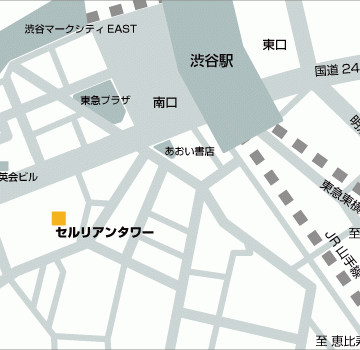 渋谷マークシティ EAST
渋谷駅
東口
国道 24
東急プラザ
南口
あおい書店
英会ビル
東急東横
セルリアンタワー
至
JR 山手線
至 恵比寿